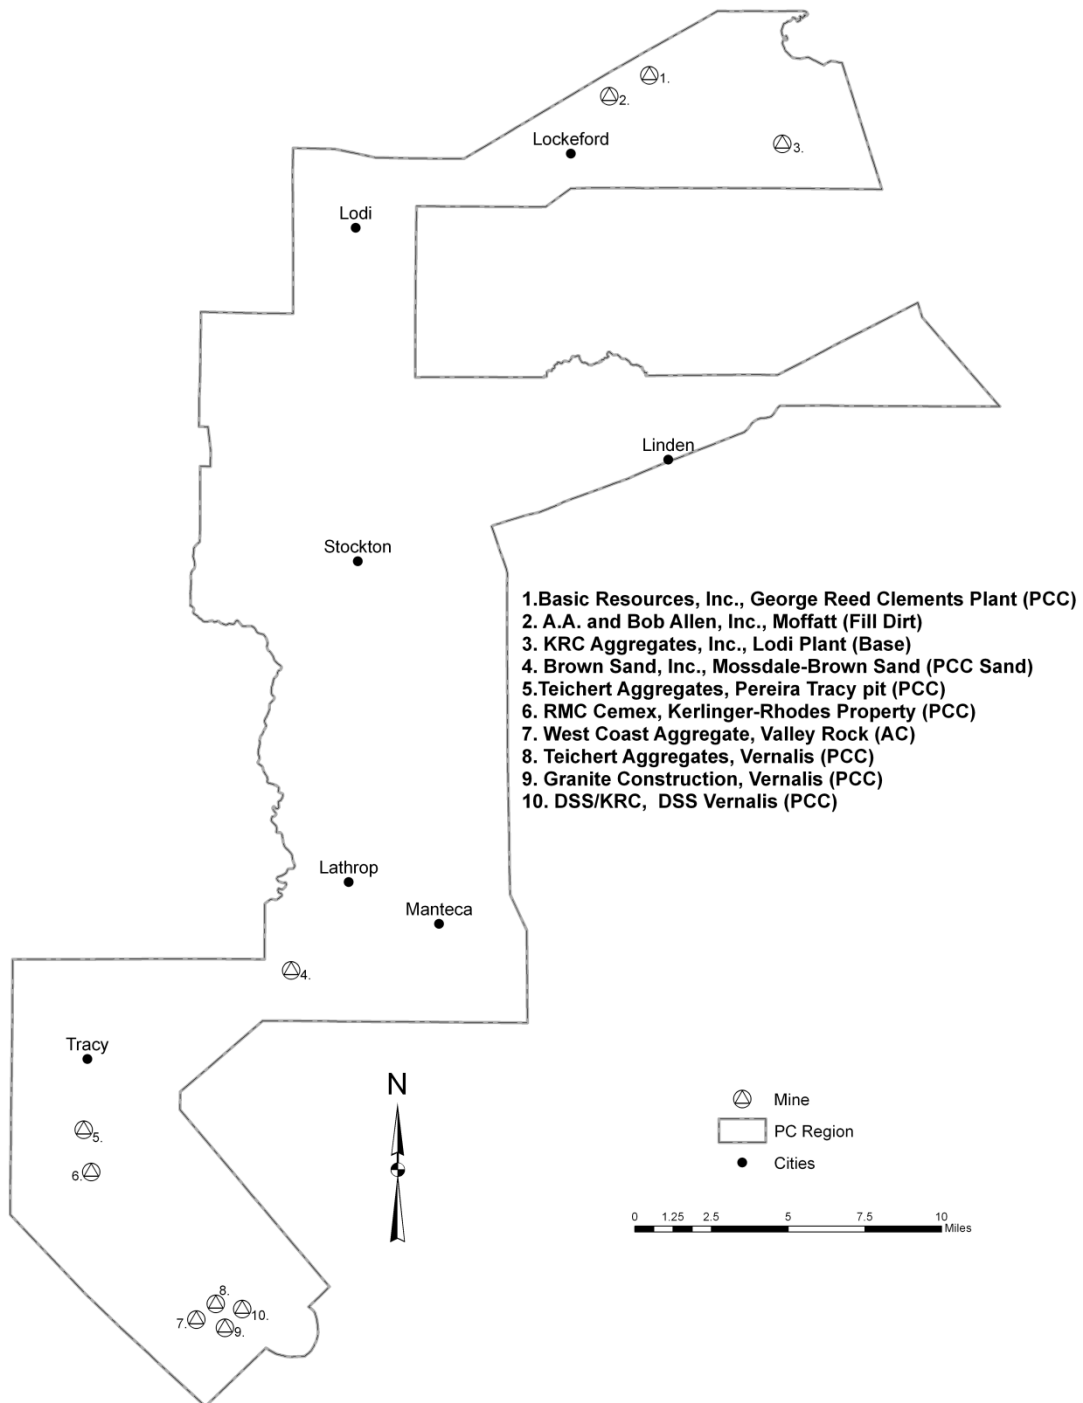 1.
2.
Lockeford
3.
Lodi
Linden
Stockton
1.Basic Resources, Inc., George Reed Clements Plant (PCC)
2. A.A. and Bob Allen, Inc., Moffatt (Fill Dirt)
3. KRC Aggregates, Inc., Lodi Plant (Base)
4. Brown Sand, Inc., Mossdale-Brown Sand (PCC Sand)
5.Teichert Aggregates, Pereira Tracy pit (PCC)
6. RMC Cemex, Kerlinger-Rhodes Property (PCC)
7. West Coast Aggregate, Valley Rock (AC)
8. Teichert Aggregates, Vernalis (PCC)
9. Granite Construction, Vernalis (PCC)
10. DSS/KRC, DSS Vernalis (PCC)
Lathrop
Manteca
4.
Tracy
N
Mine
5.
PC Region
Cities
6.
0 1.25 2.5 5 7.5 10
Miles
8.
10.
7.
9.